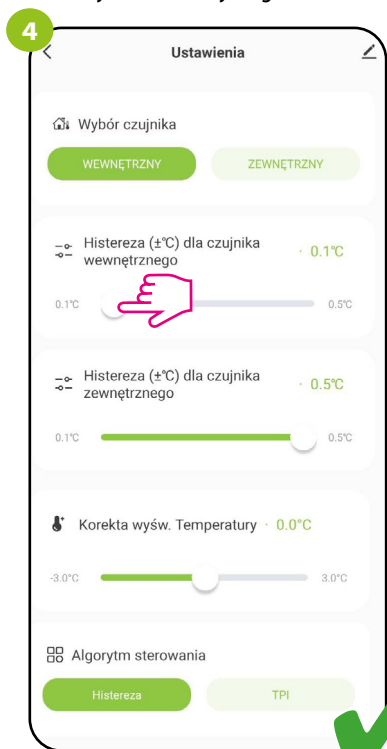 4
Ustawienia
Wybór czujnika
WEWNĘTRZNY ZEWNĘTRZNY
Histereza (±℃) dla czujnika
wewnętrznego
· 0.1℃
0.1℃ 0.5℃
Histereza (±℃) dla czujnika
zewnętrznego
· 0.5℃
0.1℃ 0.5℃
Korekta wyśw. Temperatury · 0.0°C
-3.0°C 3.0°C
Algorytm sterowania
Histereza TPI